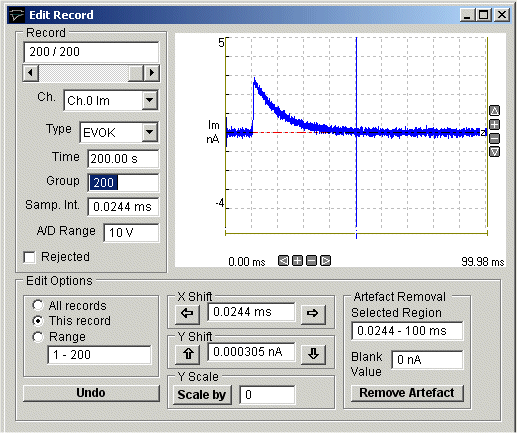 Edit Record
Record
200 / 200
Ch. Ch.0 Im
Type EVOK
Time 200.00 s
Group 200
Samp. Int. 0.0244 ms
A/D Range 10 V
Rejected
5
Im
nA
-4
0.00 ms
99.98 ms
Edit Options
All records
This record
Range
1 - 200
Undo
X Shift
0.0244 ms
Y Shift
0.000305 nA
Y Scale
Scale by 0
Artefact Removal
Selected Region
0.0244 - 100 ms
Blank Value 0 nA
Remove Artefact